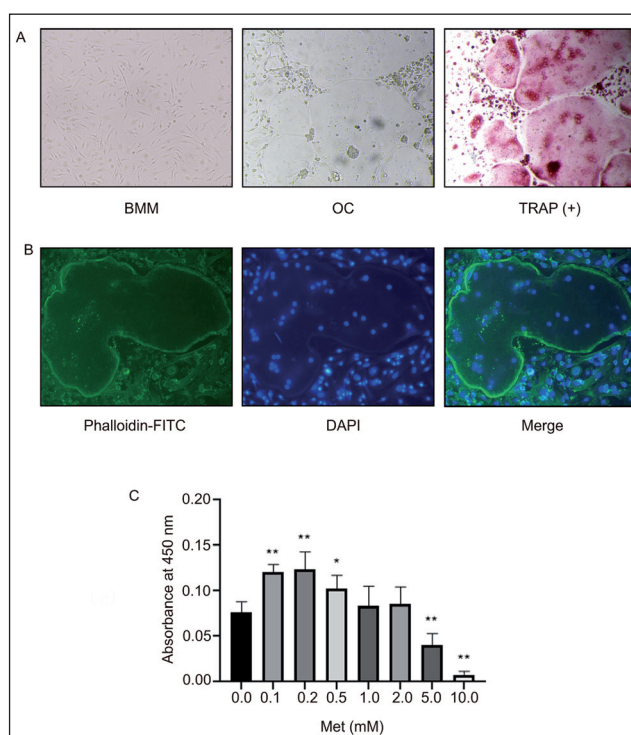 A
BMM OC TRAP (+)
B
Phalloidin-FITC DAPI Merge
C
Absorbance at 450 nm
0.20
0.15
0.10
0.05
0.00
** ** * ** **
0.0 0.1 0.2 0.5 1.0 2.0 5.0 10.0
Met (mM)